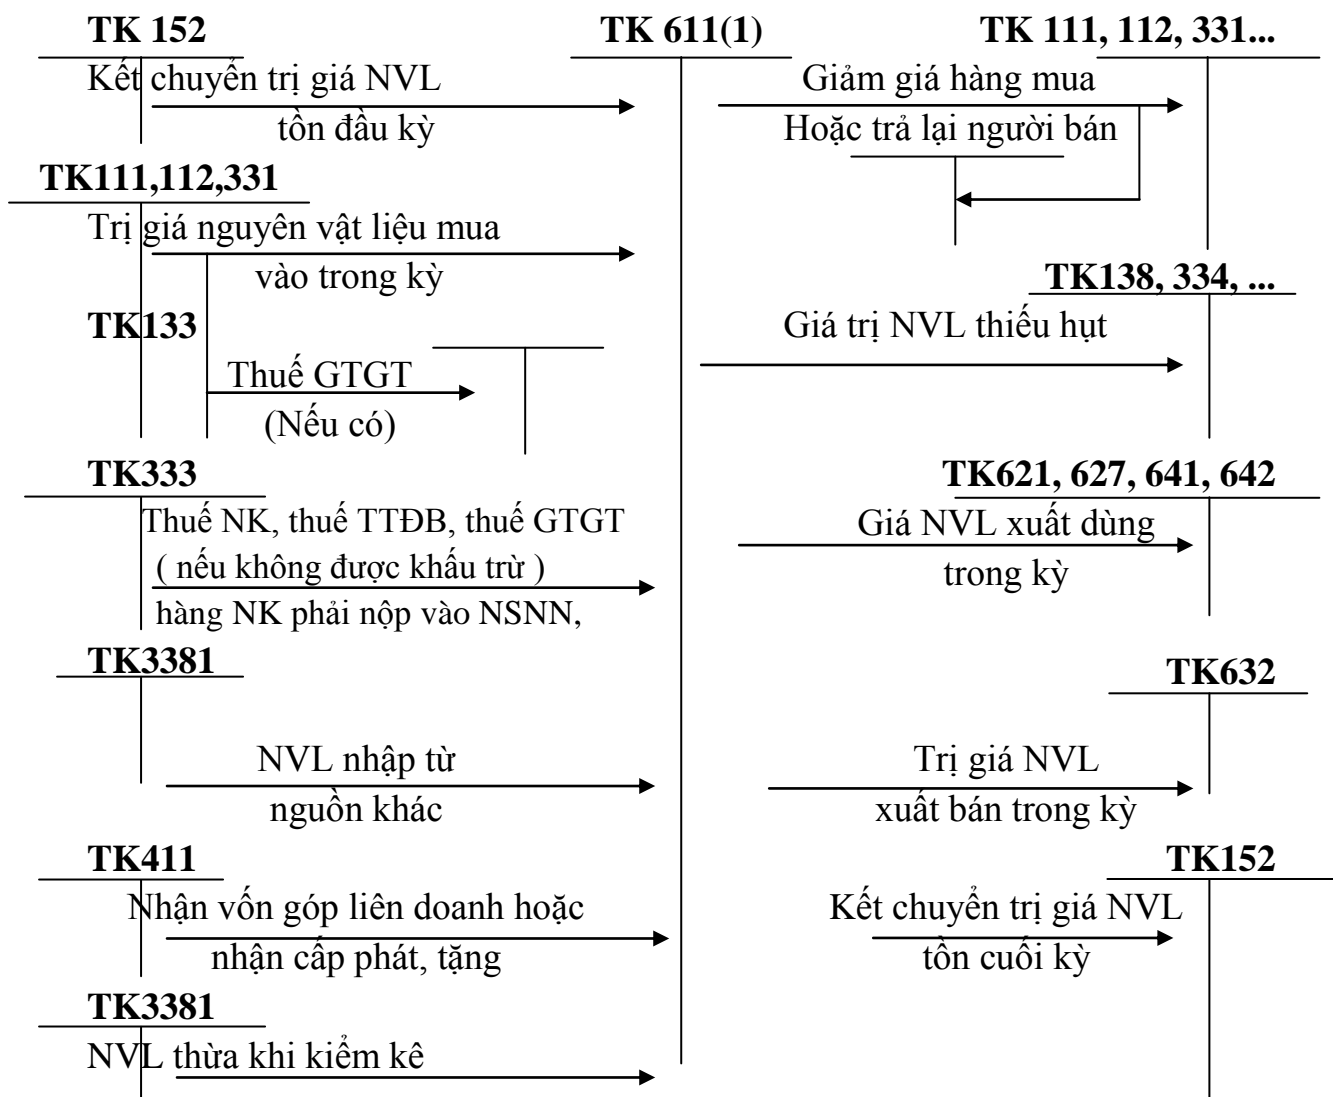 TK 152
TK 611(1)
TK 111, 112, 331...
Kết chuyển trị giá NVL
tồn đầu kỳ
Giảm giá hàng mua
Hoặc trả lại người bán
TK111,112,331
Trị giá nguyên vật liệu mua
vào trong kỳ
TK138, 334, ...
TK133
Giá trị NVL thiếu hụt
Thuế GTGT
(Nếu có)
TK333
TK621, 627, 641, 642
Thuế NK, thuế TTĐB, thuế GTGT
( nếu không được khấu trừ )
hàng NK phải nộp vào NSNN,
Giá NVL xuất dùng
trong kỳ
TK3381
TK632
NVL nhập từ
nguồn khác
Trị giá NVL
xuất bán trong kỳ
TK411
TK152
Nhận vốn góp liên doanh hoặc
nhận cấp phát, tặng
Kết chuyển trị giá NVL
tồn cuối kỳ
TK3381
NVL thừa khi kiểm kê